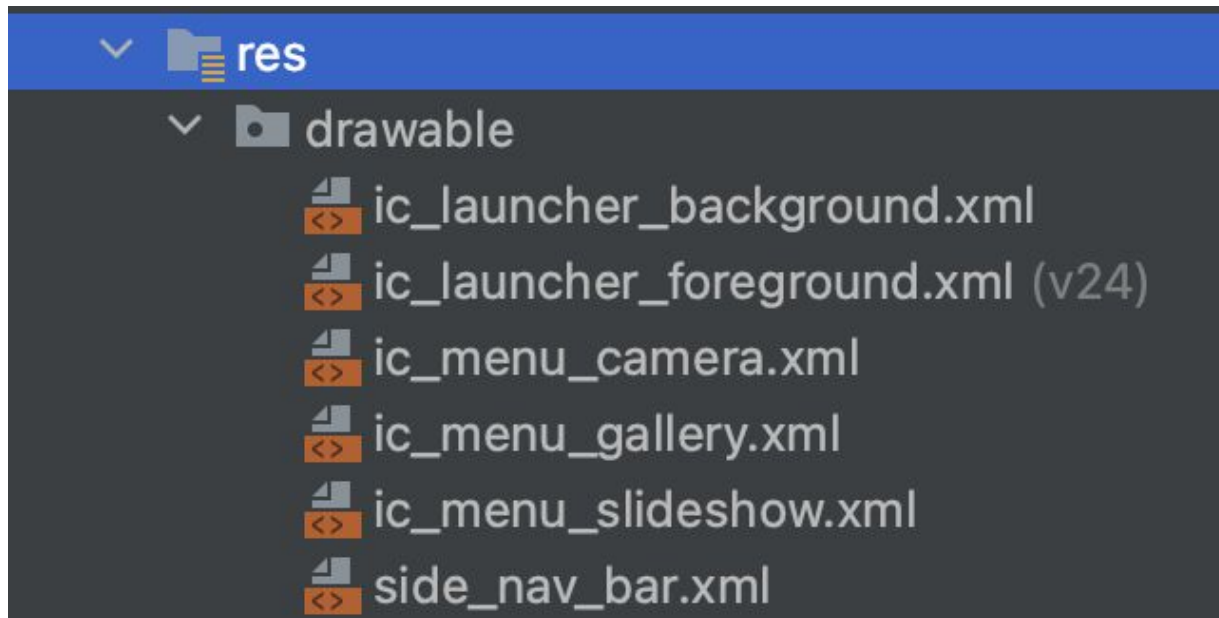 res
drawable
ic_launcher_background.xml
ic_launcher_foreground.xml (v24)
ic_menu_camera.xml
ic_menu_gallery.xml
ic_menu_slideshow.xml
side_nav_bar.xml